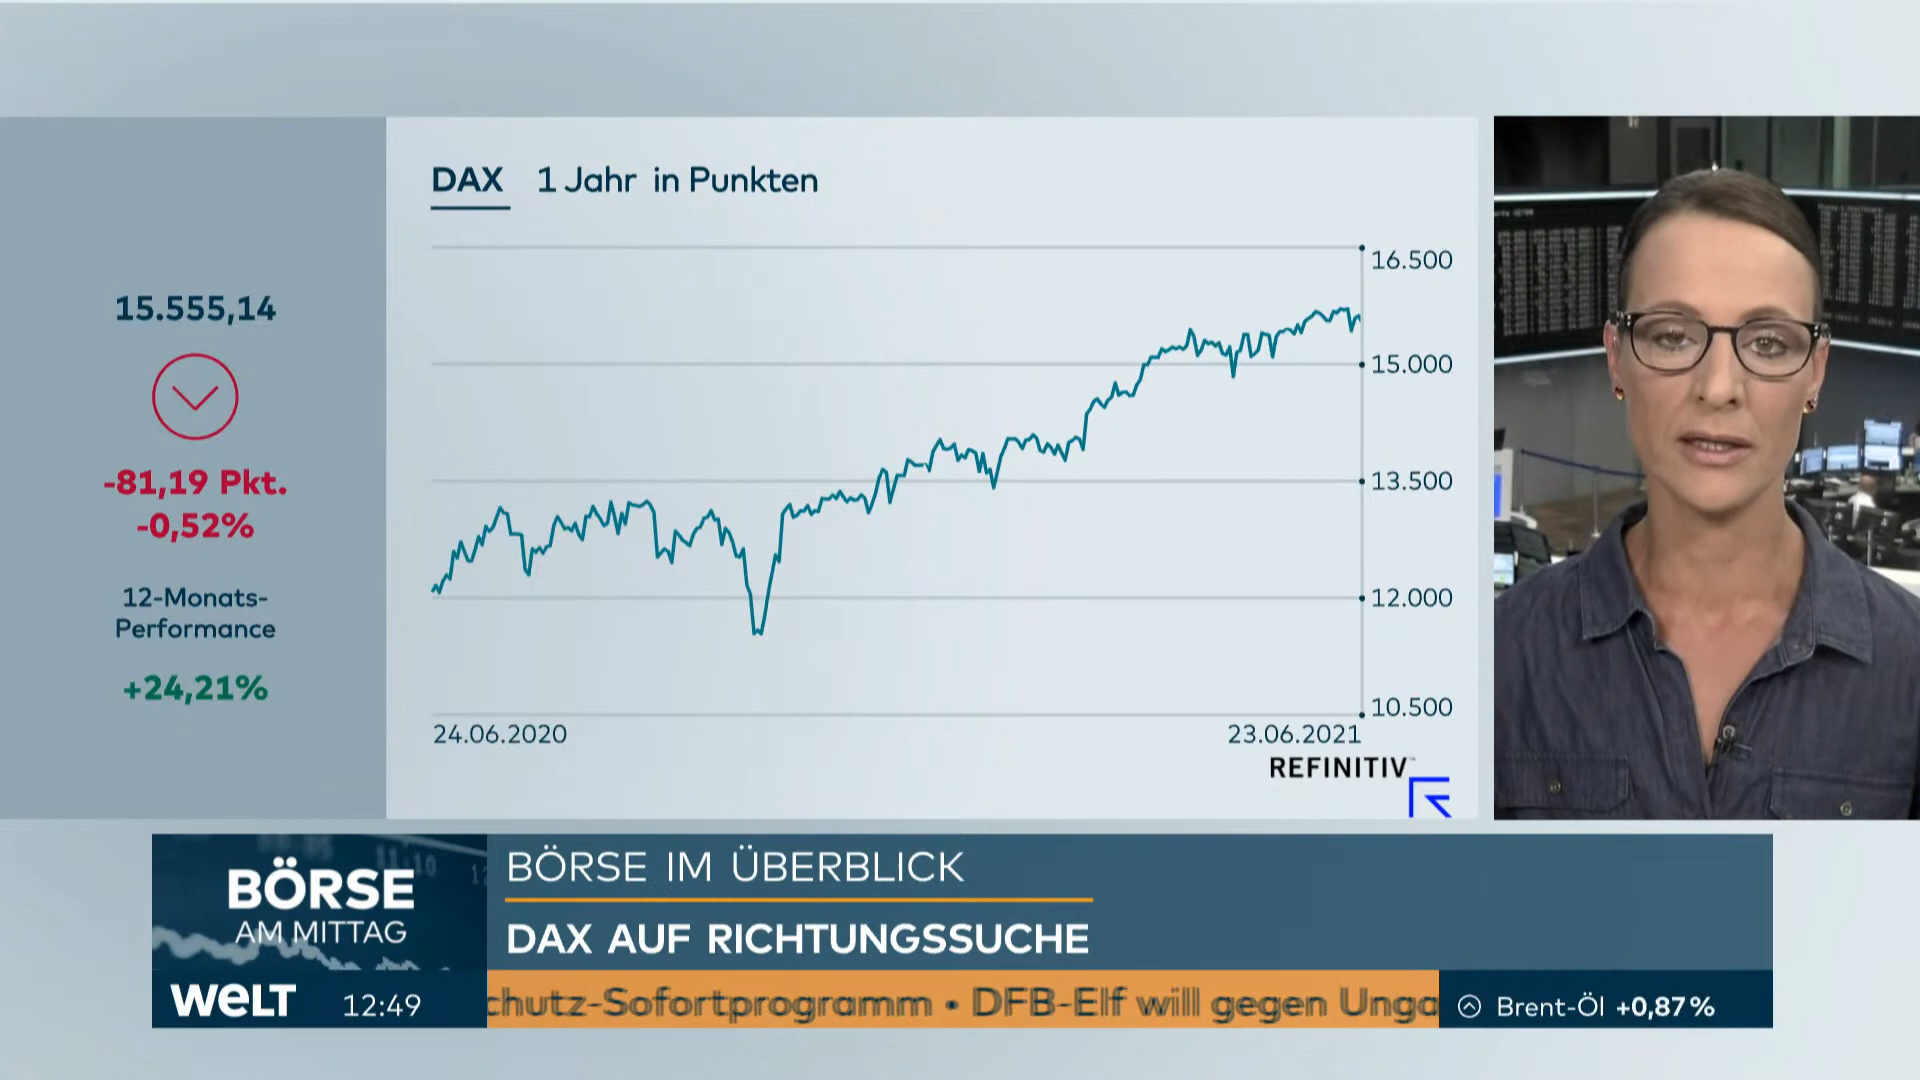 DAX 1 Jahr in Punkten
15.555,14
-81,19 Pkt.
-0,52%
12-Monats-
Performance
+24,21%
16.500
15.000
13.500
12.000
10.500
24.06.2020
23.06.2021
REFINITIV
BÖRSE
AM MITTAG
BÖRSE IM ÜBERBLICK
DAX AUF RICHTUNGSSUCHE
WELT 12:49
chutz-Sofortprogramm • DFB-Elf will gegen Unga
Brent-Öl +0,87%